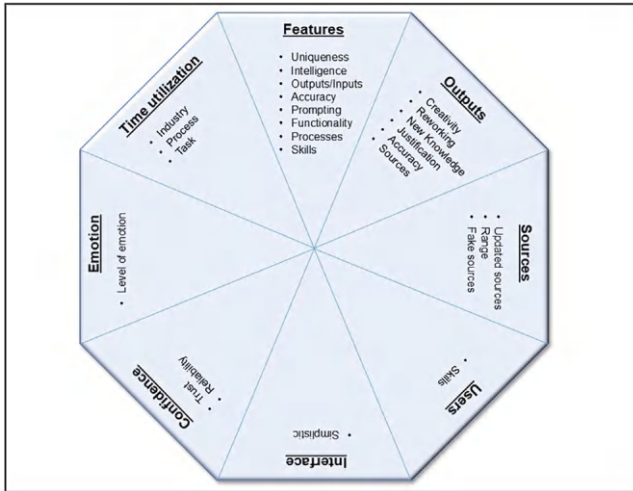 Features
• Uniqueness
• Intelligence
• Outputs/Inputs
• Accuracy
• Prompting
• Functionality
• Processes
• Skills
Outputs
• Creativity
• Reworking
• New Knowledge
• Justification
• Accuracy
• Sources
Sources
• Updated sources
• Range
• Fake sources
Users
• Skills
Interface
• Simplistic
Confidence
• Trust
• Reliability
Emotion
• Level of emotion
Time utilization
• Industry
• Process
• Task